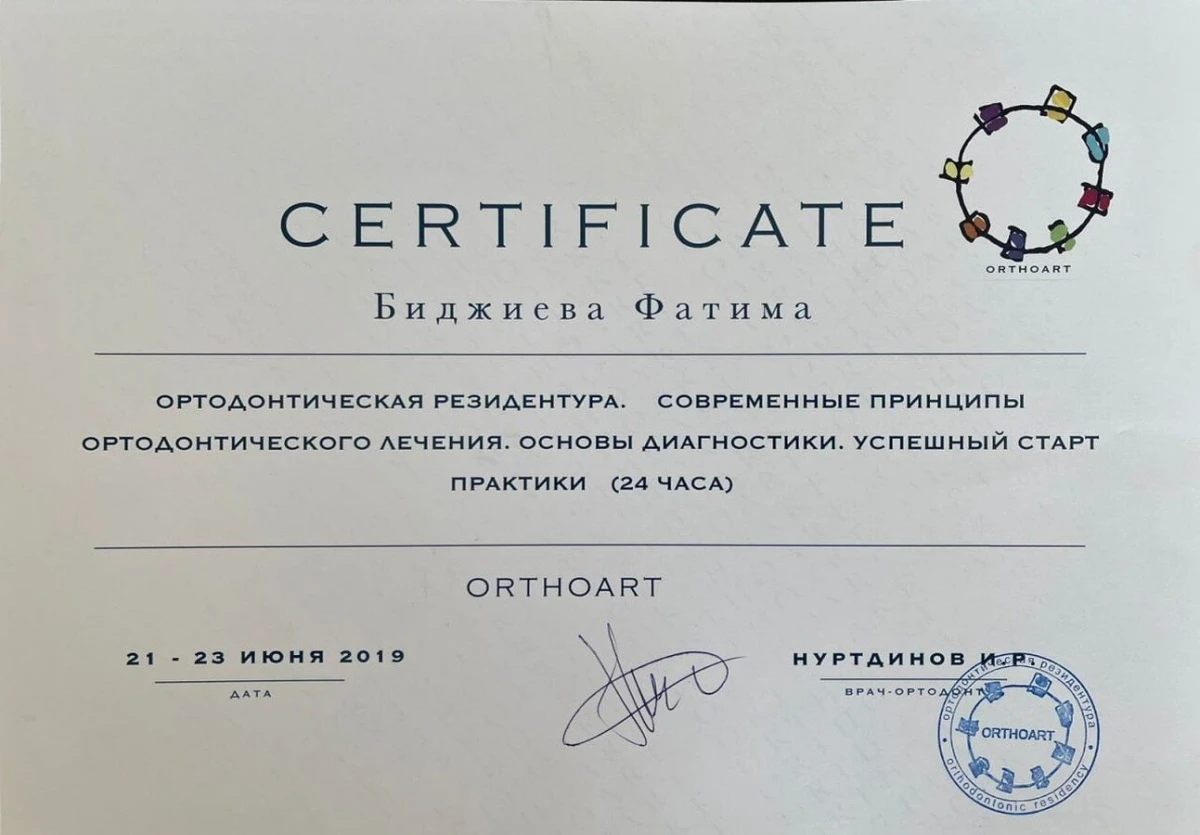 ORTHOART
CERTIFICATE
Биджиева Фатима
ОРТОДОНТИЧЕСКАЯ РЕЗИДЕНТУРА. СОВРЕМЕННЫЕ ПРИНЦИПЫ
ОРТОДОНТИЧЕСКОГО ЛЕЧЕНИЯ. ОСНОВЫ ДИАГНОСТИКИ. УСПЕШНЫЙ СТАРТ
ПРАКТИКИ (24 ЧАСА)
ORTHOART
21 - 23 ИЮНЯ 2019
ДАТА
НУРТДИНОВ И.Р.
ВРАЧ-ОРТОДОНТ
ортодонтическая резидентура
ORTHOART
orthodontonic residency